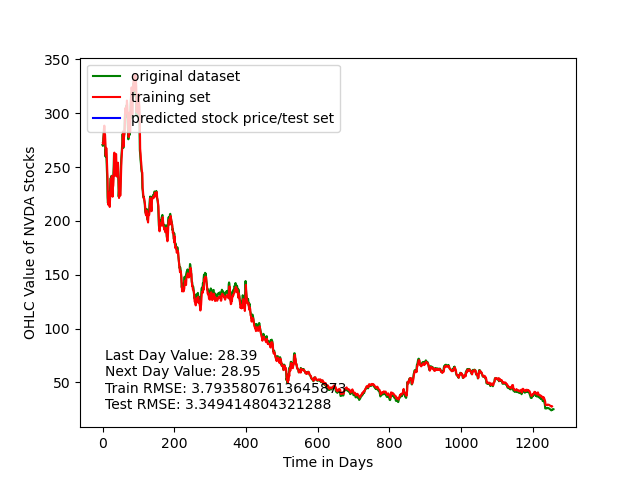 350
300
250
200
150
100
50
OHLC Value of NVDA Stocks
original dataset
training set
predicted stock price/test set
Last Day Value: 28.39
Next Day Value: 28.95
Train RMSE: 3.7935807613645873
Test RMSE: 3.349414804321288
0 200 400 600 800 1000 1200
Time in Days